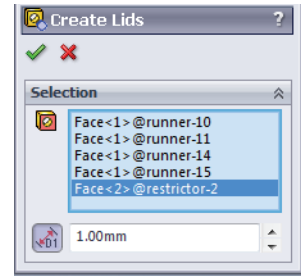 Create Lids ?
Selection
Face<1>@runner-10
Face<1>@runner-11
Face<1>@runner-14
Face<1>@runner-15
Face<2>@restrictor-2
D1
1.00mm